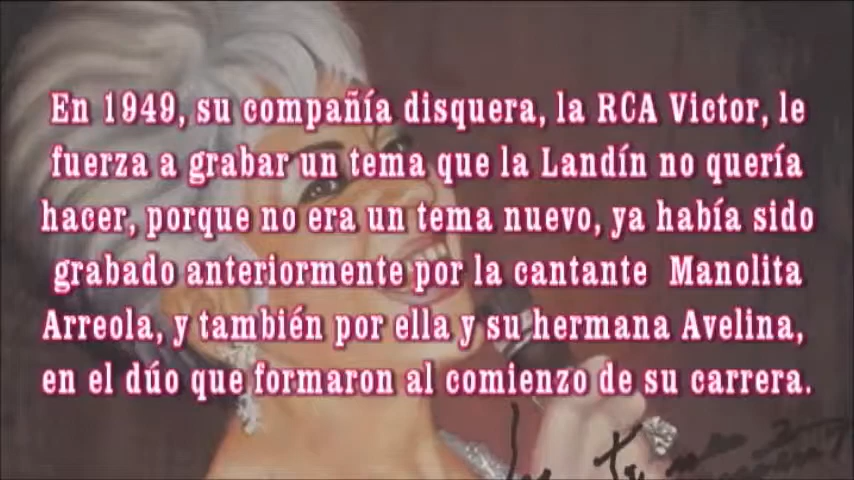 En 1949, su compañía disquera, la RCA Victor, le
fuerza a grabar un tema que la Landín no quería
hacer, porque no era un tema nuevo, ya había sido
grabado anteriormente por la cantante Manolita
Arreola, y también por ella y su hermana Avelina,
en el dúo que formaron al comienzo de su carrera.